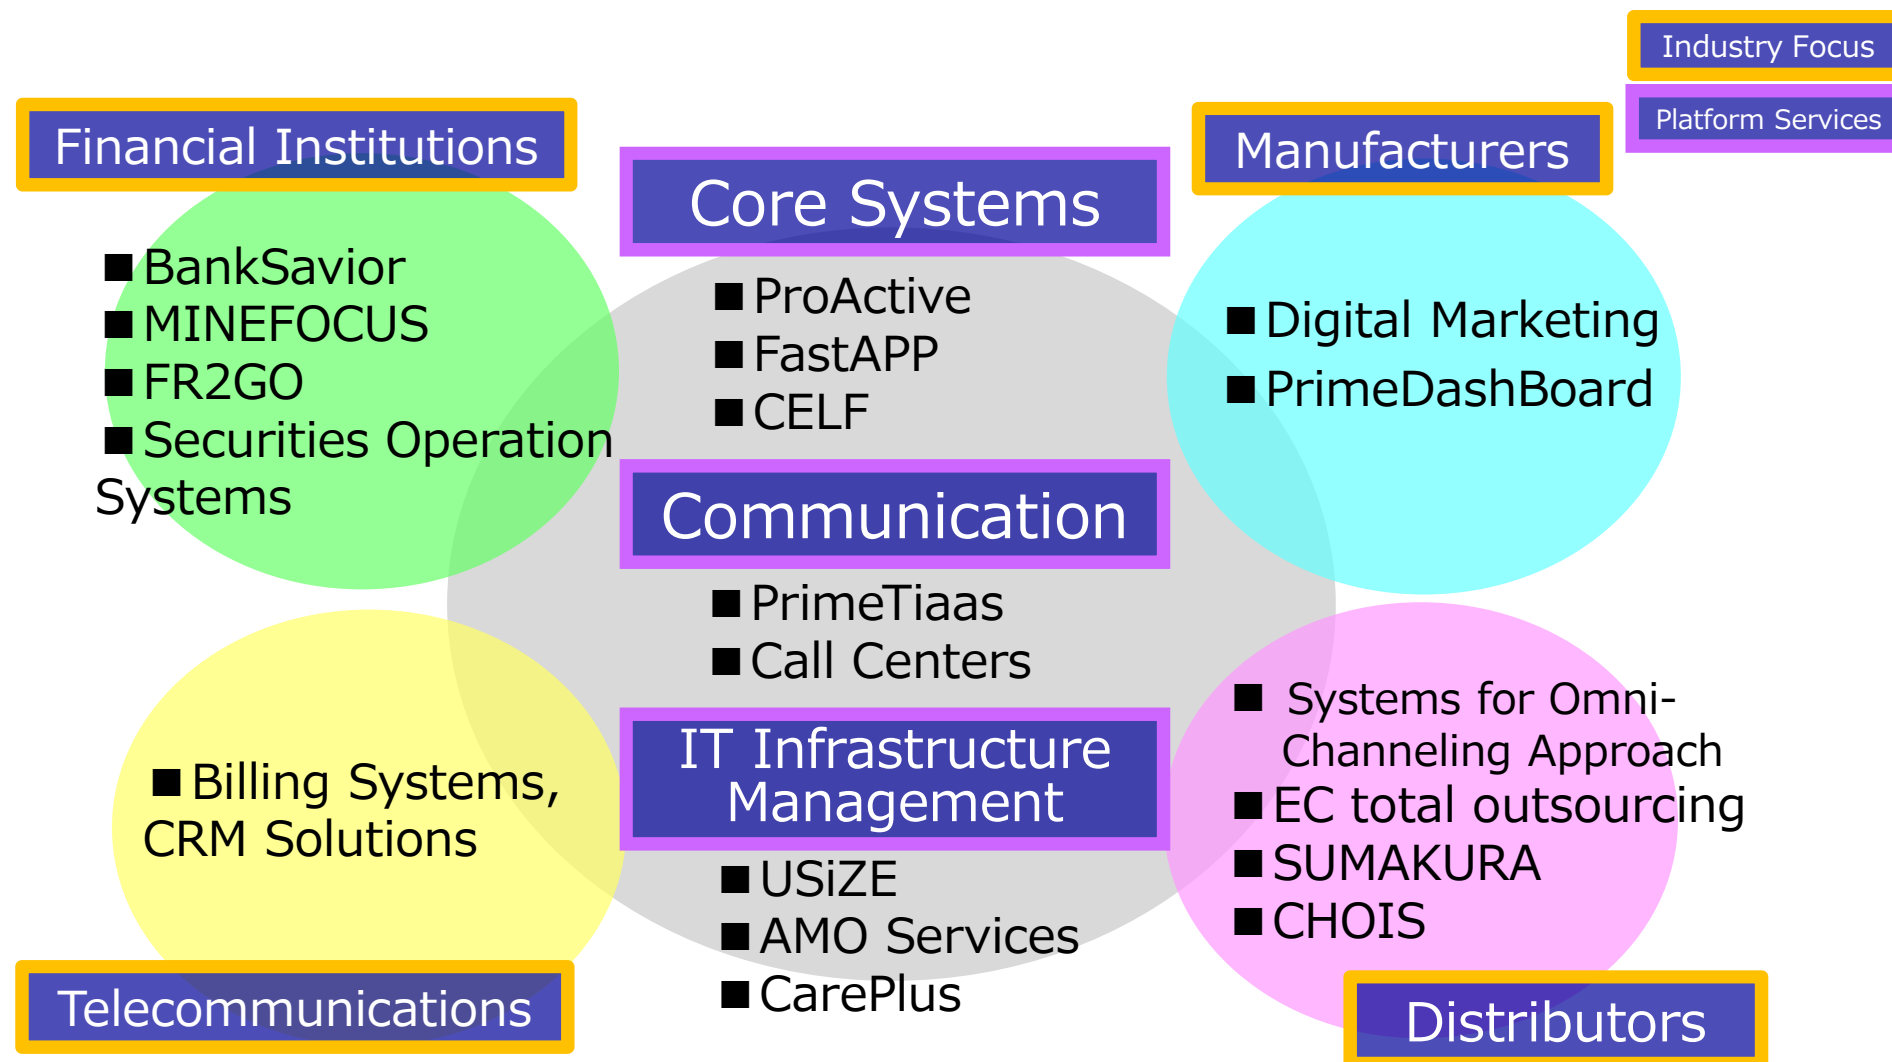 Industry Focus
Platform Services
Financial Institutions
■ BankSavior
■ MINEFOCUS
■ FR2GO
■ Securities Operation
Systems
Core Systems
■ ProActive
■ FastAPP
■ CELF
Communication
■ PrimeTiaas
■ Call Centers
IT Infrastructure
Management
■ USiZE
■ AMO Services
■ CarePlus
Manufacturers
■ Digital Marketing
■ PrimeDashBoard
■ Billing Systems,
CRM Solutions
Telecommunications
■ Systems for Omni-
Channeling Approach
■ EC total outsourcing
■ SUMAKURA
■ CHOIS
Distributors